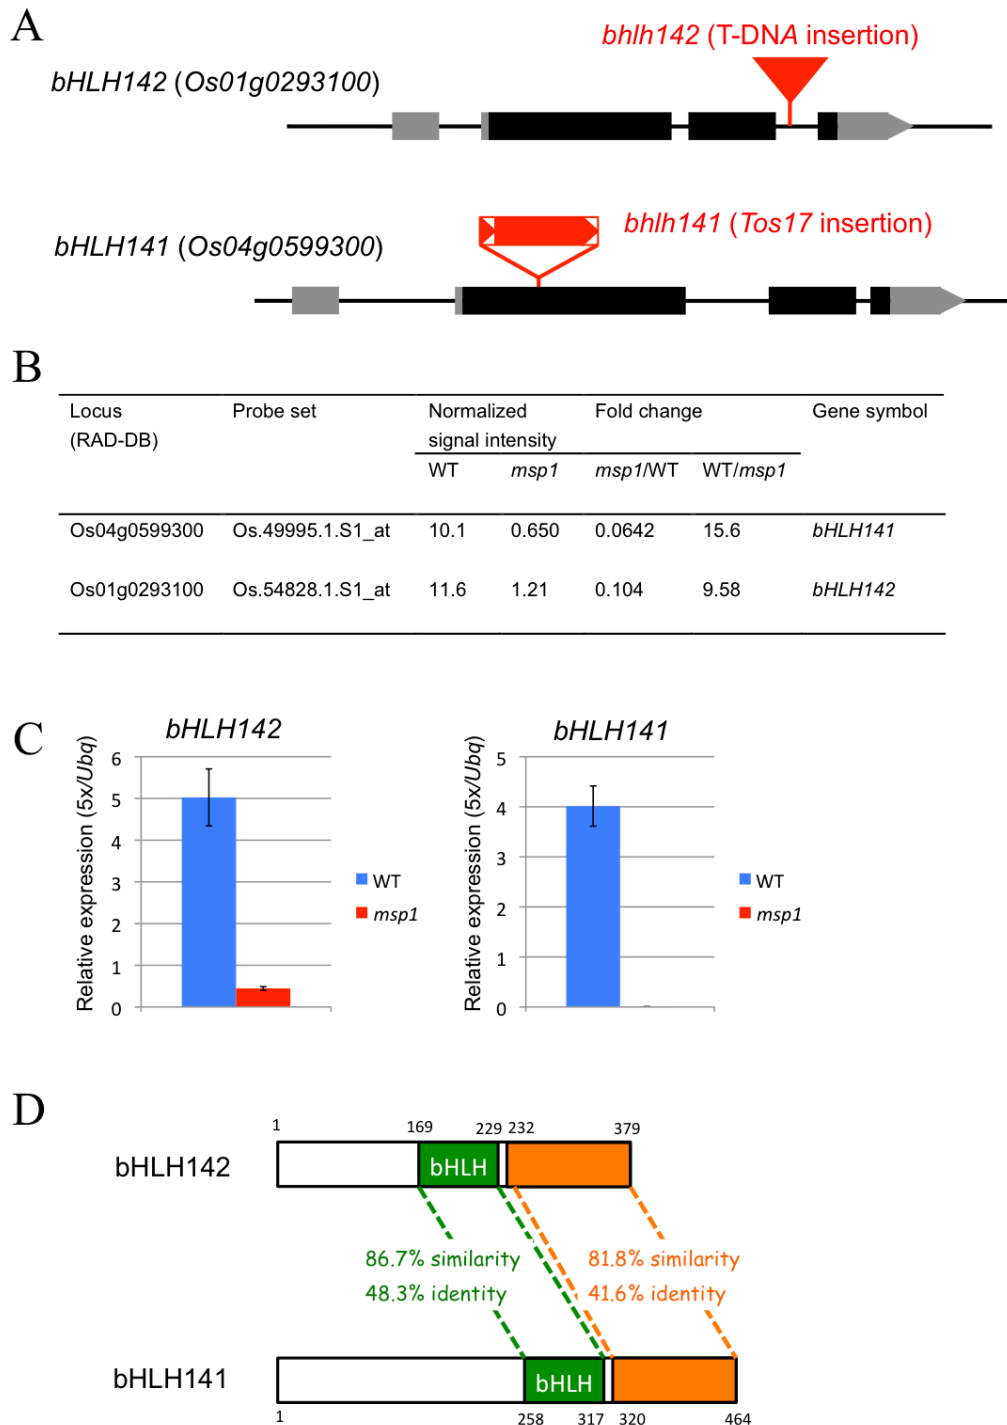 A
bhlh142 (T-DNA insertion)
bHLH142 (Os01g0293100)
bhlh141 (Tos17 insertion)
bHLH141 (Os04g0599300)
B
Locus (RAD-DB) Probe set Normalized signal intensity Fold change Gene symbol
WT msp1 msp1/WT WT/msp1
Os04g0599300 Os.49995.1.S1_at 10.1 0.650 0.0642 15.6 bHLH141
Os01g0293100 Os.54828.1.S1_at 11.6 1.21 0.104 9.58 bHLH142
C
bHLH142
Relative expression (5x/Ubq)
6
5
4
3
2
1
0
WT
msp1
bHLH141
Relative expression (5x/Ubq)
5
4
3
2
1
0
WT
msp1
D
1 169 229 232 379
bHLH142 bHLH
86.7% similarity 81.8% similarity
48.3% identity 41.6% identity
bHLH141 bHLH
1 258 317 320 464